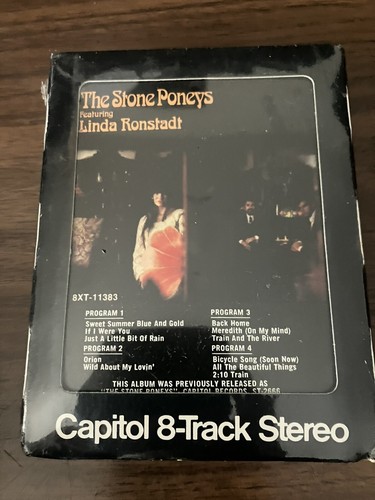 The Stone Poneys
Featuring
Linda Ronstadt
8XT-11383
PROGRAM 1
Sweet Summer Blue And Gold
If I Were You
Just A Little Bit Of Rain
PROGRAM 2
Orion
Wild About My Lovin'
PROGRAM 3
Back Home
Meredith (On My Mind)
Train And The River
PROGRAM 4
Bicycle Song (Soon Now)
All The Beautiful Things
2:10 Train
THIS ALBUM WAS PREVIOUSLY RELEASED AS
"THE STONE PONEYS" CAPITOL RECORDS, ST-2666
Capitol 8-Track Stereo